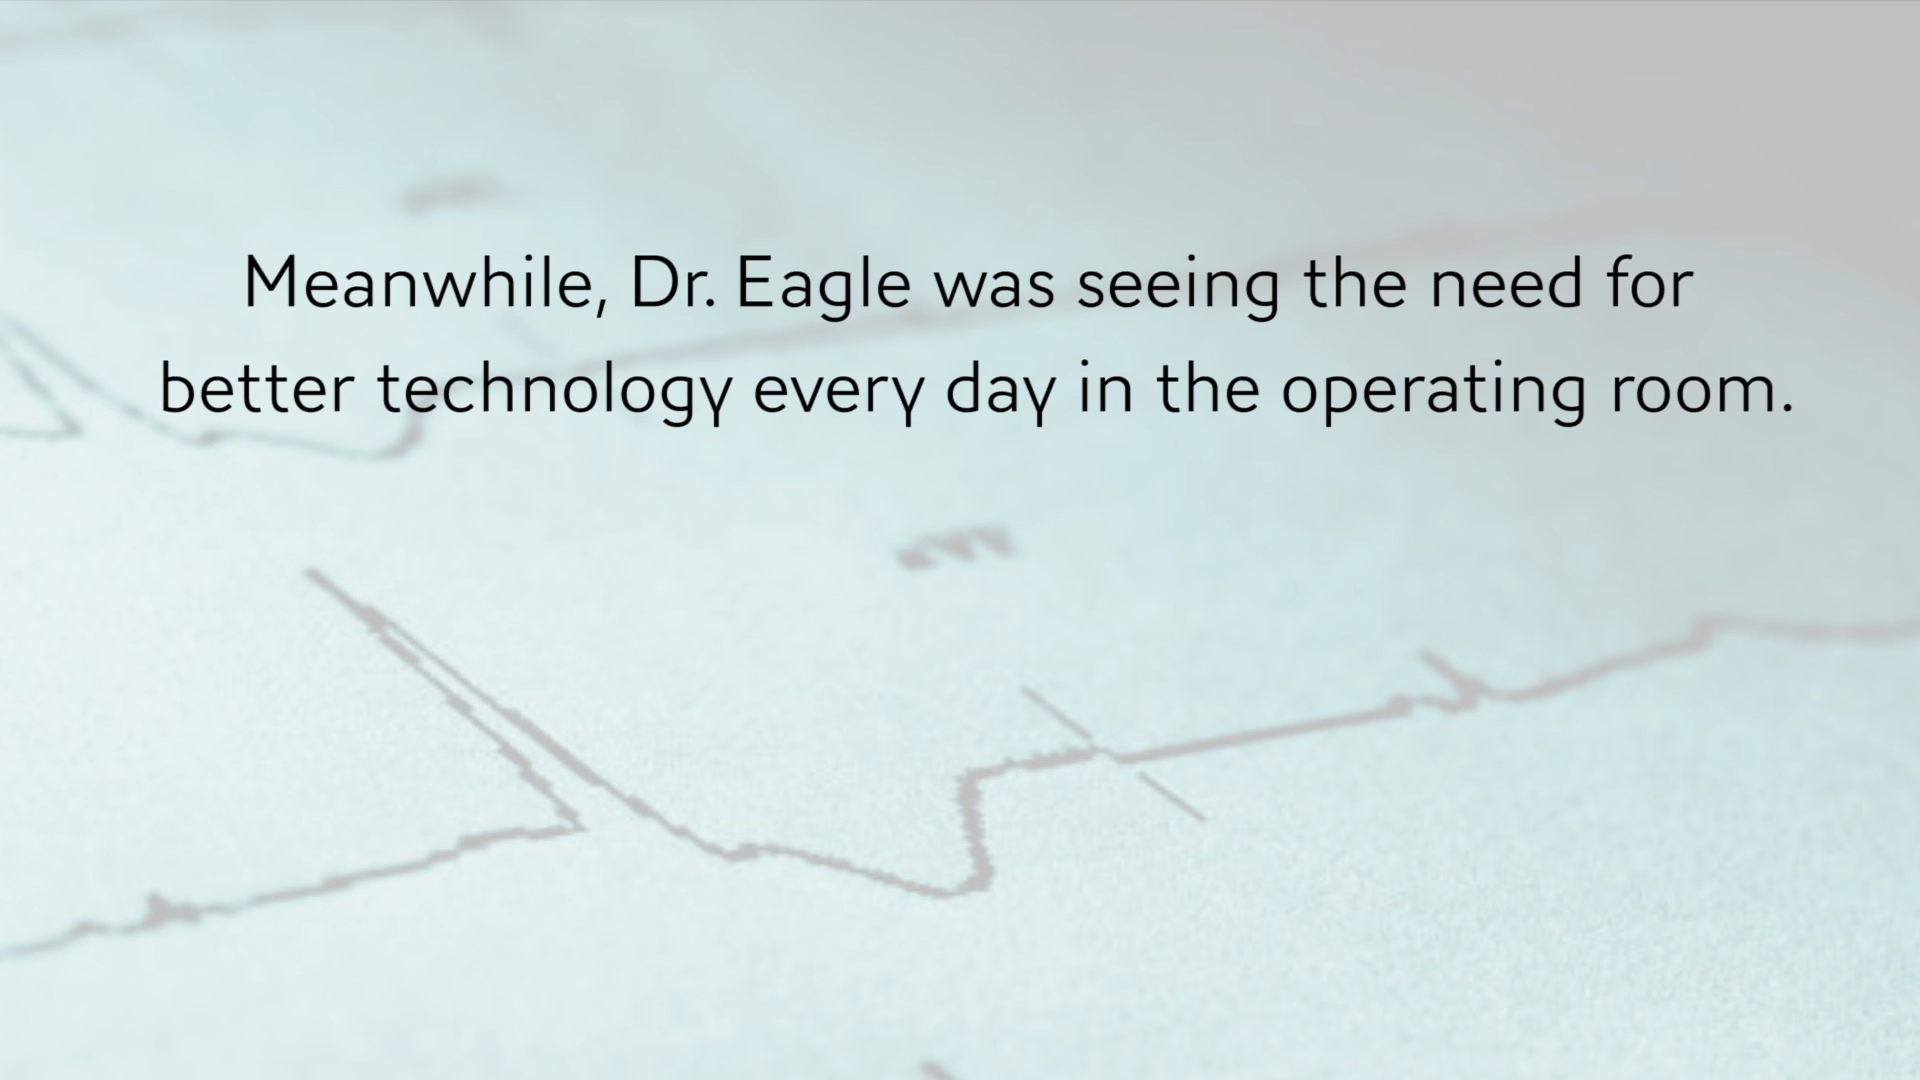 Meanwhile, Dr. Eagle was seeing the need for
better technology every day in the operating room.